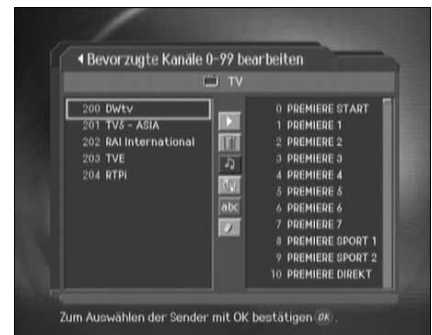 Bevorzugte Kanäle 0-99 bearbeiten
TV
200 DWtv
201 TV5 - ASIA
202 RAI International
203 TVE
204 RTPi
abc
0 PREMIERE START
1 PREMIERE 1
2 PREMIERE 2
3 PREMIERE 3
4 PREMIERE 4
5 PREMIERE 5
6 PREMIERE 6
7 PREMIERE 7
8 PREMIERE SPORT 1
9 PREMIERE SPORT 2
10 PREMIERE DIREKT
Zum Auswählen der Sender mit OK bestätigen OK .